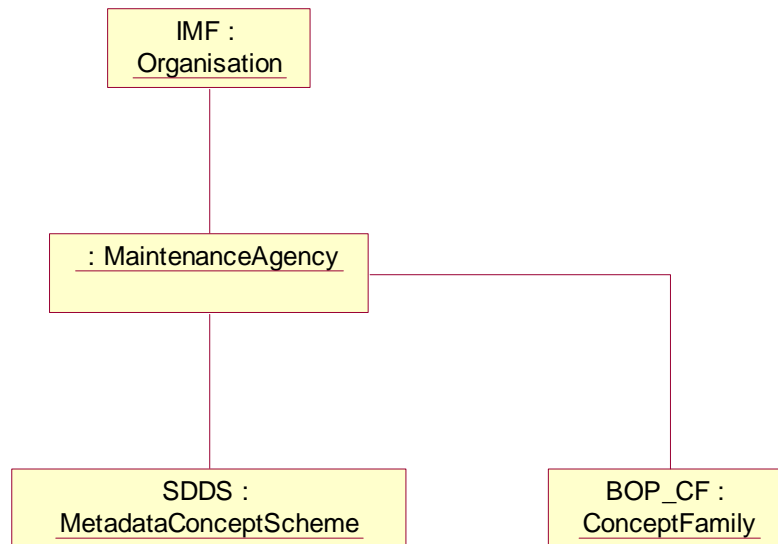 IMF :
Organisation
: MaintenanceAgency
SDDS :
MetadataConceptScheme
BOP_CF :
ConceptFamily